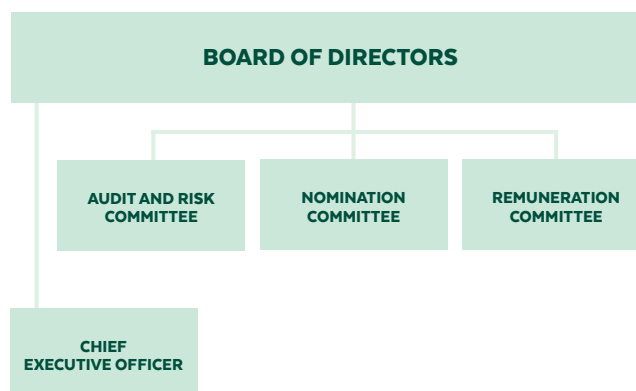 BOARD OF DIRECTORS
AUDIT AND RISK
COMMITTEE
NOMINATION
COMMITTEE
REMUNERATION
COMMITTEE
CHIEF
EXECUTIVE OFFICER